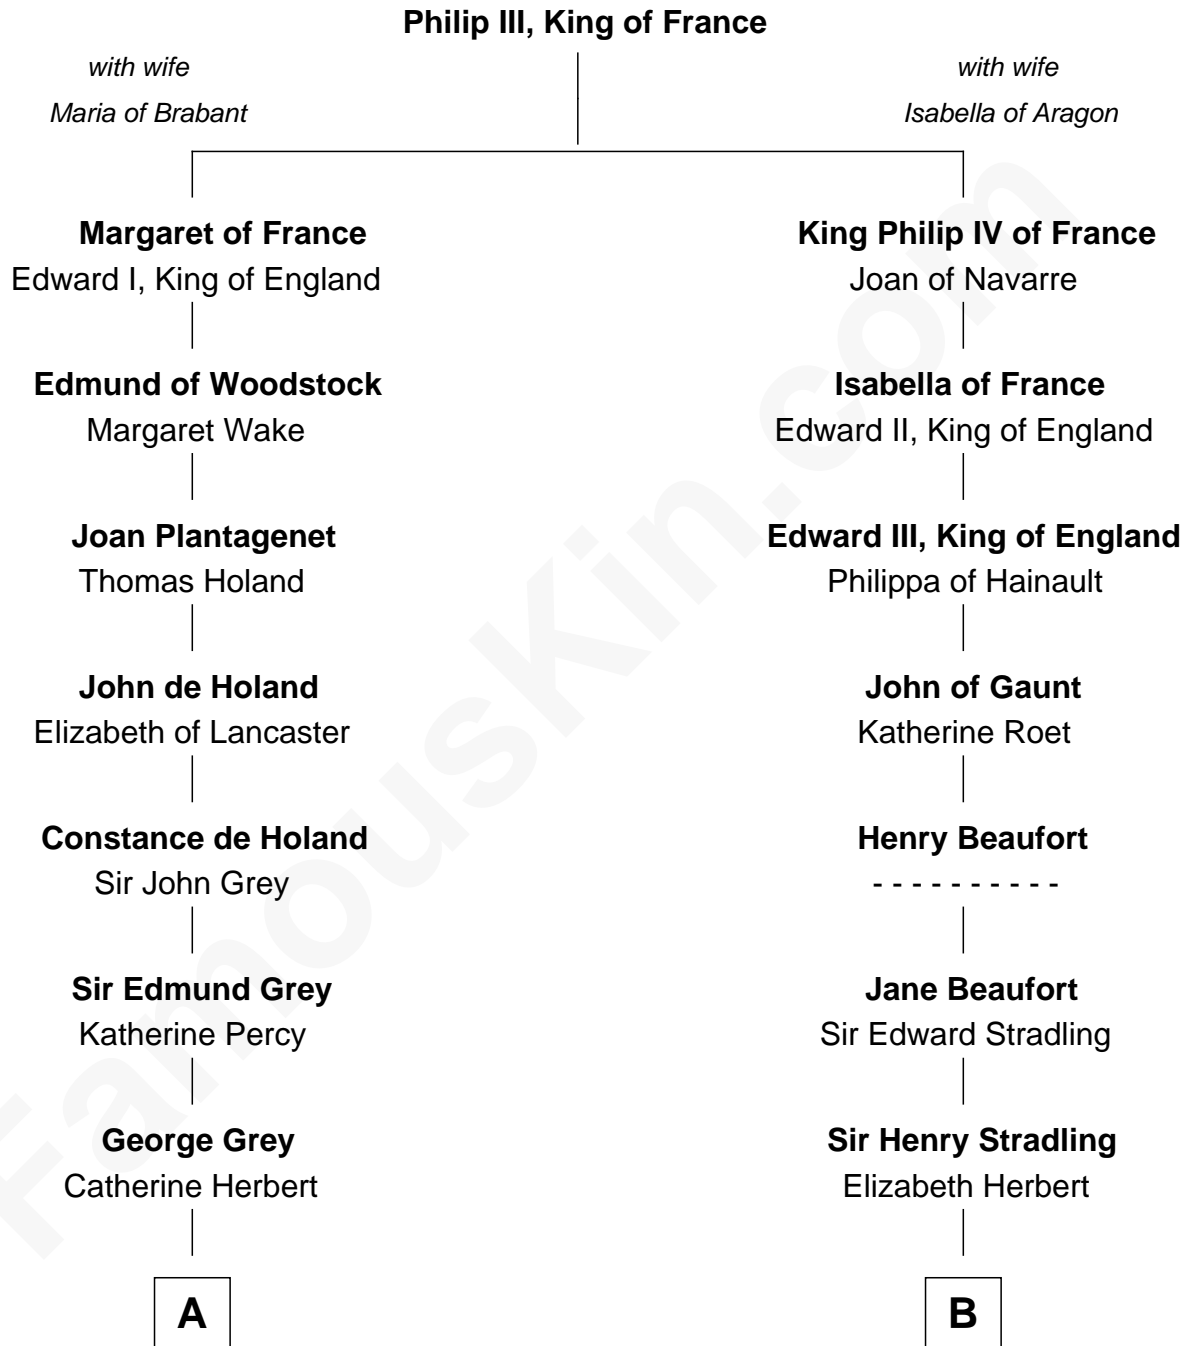 Philip III, King of France
with wife
Maria of Brabant
with wife
Isabella of Aragon
Margaret of France
Edward I, King of England
King Philip IV of France
Joan of Navarre
Edmund of Woodstock
Margaret Wake
Isabella of France
Edward II, King of England
Joan Plantagenet
Thomas Holand
Edward III, King of England
Philippa of Hainault
John de Holand
Elizabeth of Lancaster
John of Gaunt
Katherine Roet
Constance de Holand
Sir John Grey
Henry Beaufort
- - - - - - - - - -
Sir Edmund Grey
Katherine Percy
Jane Beaufort
Sir Edward Stradling
George Grey
Catherine Herbert
Sir Henry Stradling
Elizabeth Herbert
A
B
FamousKin.com